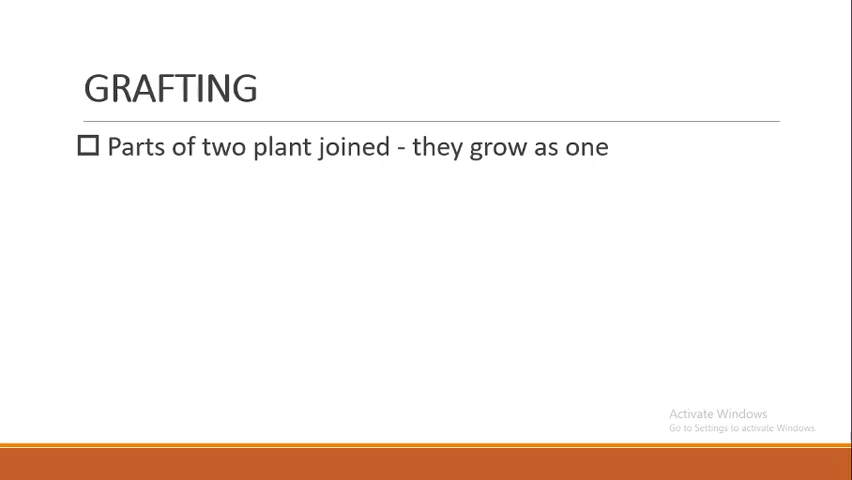 GRAFTING
Parts of two plant joined - they grow as one
Activate Windows
Go to Settings to activate Windows.